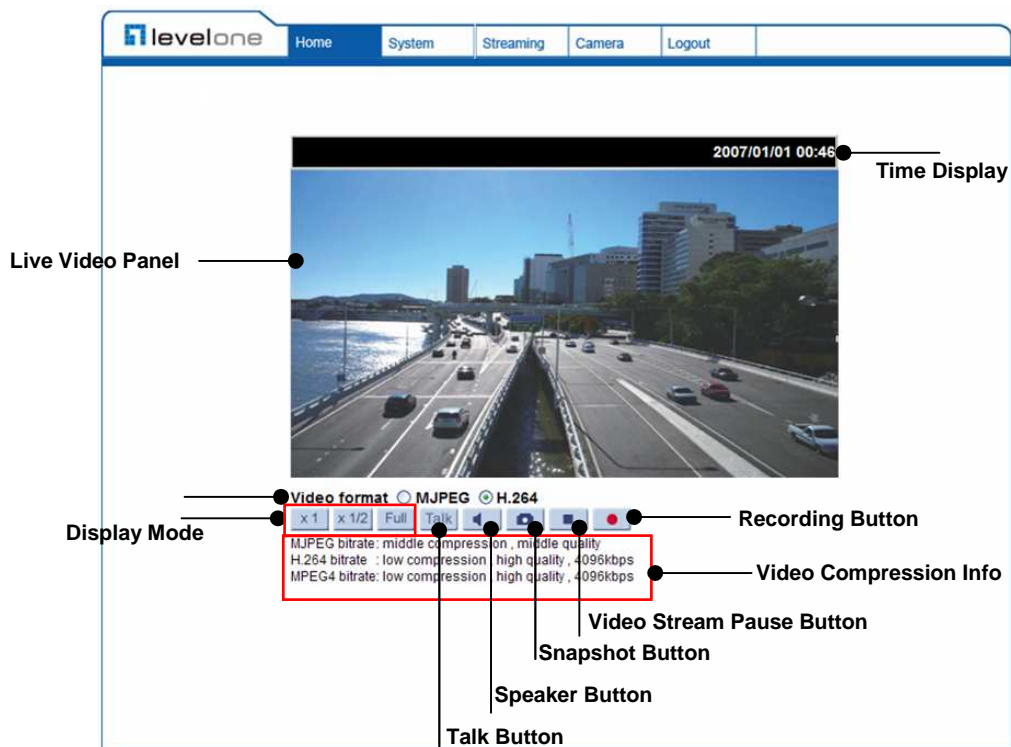 levelone Home System Streaming Camera Logout
2007/01/01 00:46
Time Display
Live Video Panel
Video format MJPEG H.264
x 1 x 1/2 Full Talk
Display Mode
Recording Button
MJPEG bitrate: middle compression , middle quality
H.264 bitrate : low compression , high quality , 4096kbps
MPEG4 bitrate: low compression , high quality , 4096kbps
Video Compression Info
Video Stream Pause Button
Snapshot Button
Speaker Button
Talk Button